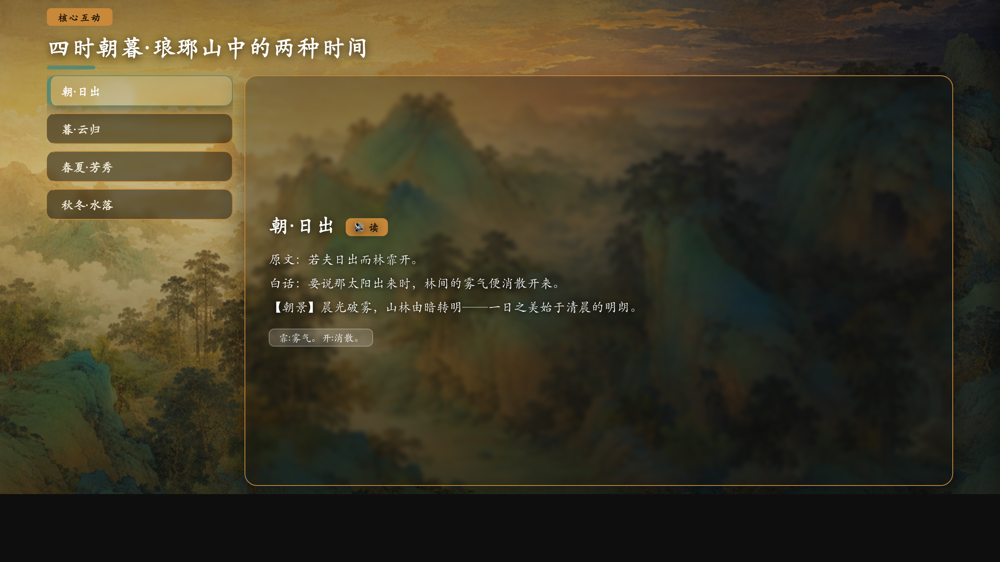 核心互动
四时朝暮·琅琊山中的两种时间
朝·日出
暮·云归
春夏·芳秀
秋冬·水落
朝·日出
读
原文：若夫日出而林霏开。
白话：要说那太阳出来时，林间的雾气便消散开来。
【朝景】晨光破雾，山林由暗转明——一日之美始于清晨的明朗。
霏:雾气。开:消散。